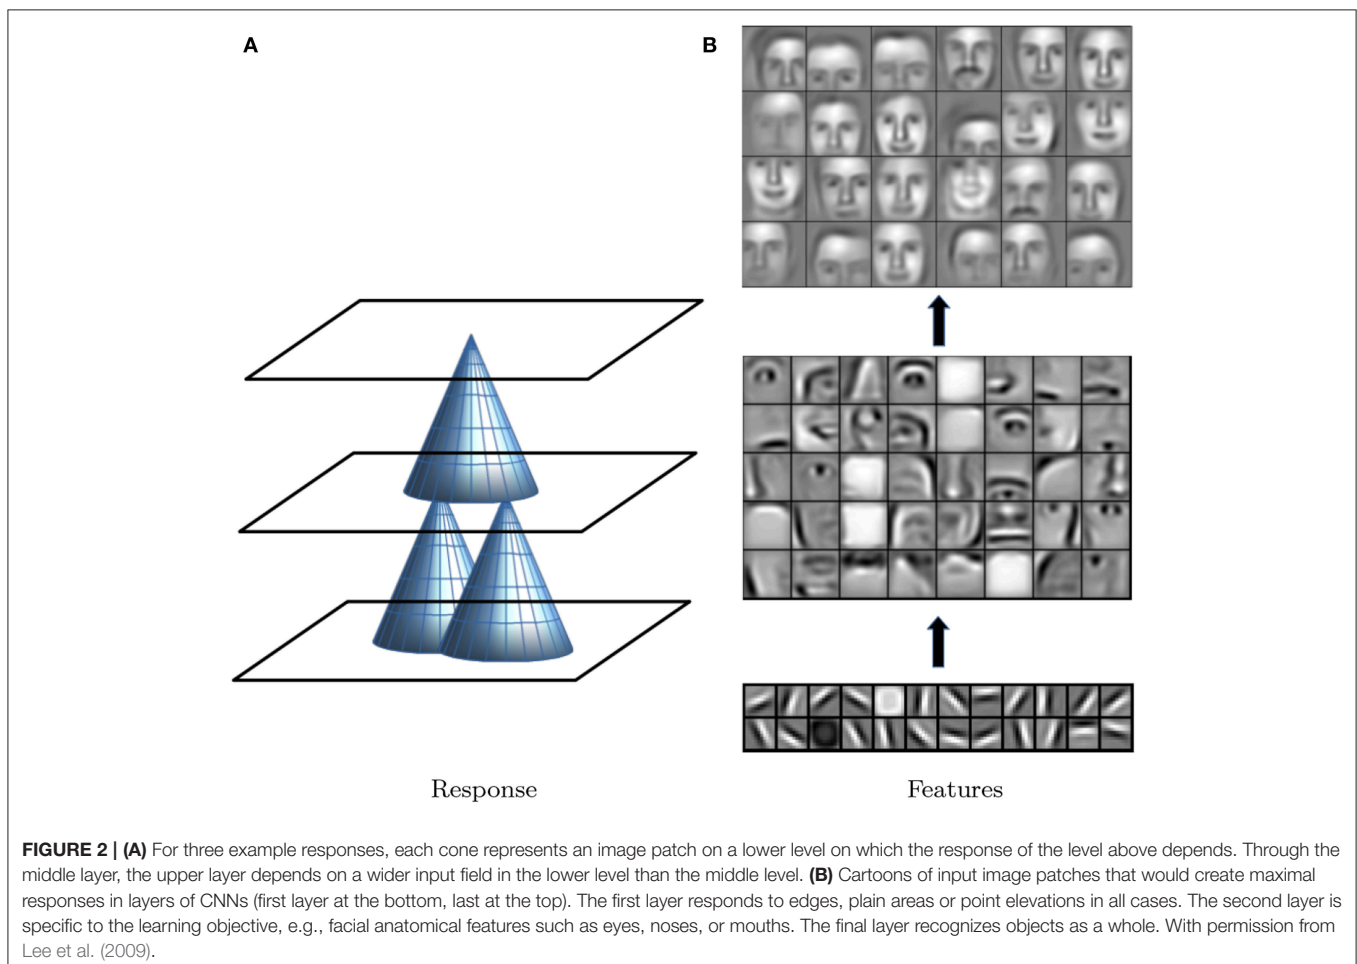 A
B
Response
Features
FIGURE 2 | (A) For three example responses, each cone represents an image patch on a lower level on which the response of the level above depends. Through the
middle layer, the upper layer depends on a wider input field in the lower level than the middle level. (B) Cartoons of input image patches that would create maximal
responses in layers of CNNs (first layer at the bottom, last at the top). The first layer responds to edges, plain areas or point elevations in all cases. The second layer is
specific to the learning objective, e.g., facial anatomical features such as eyes, noses, or mouths. The final layer recognizes objects as a whole. With permission from
Lee et al. (2009).